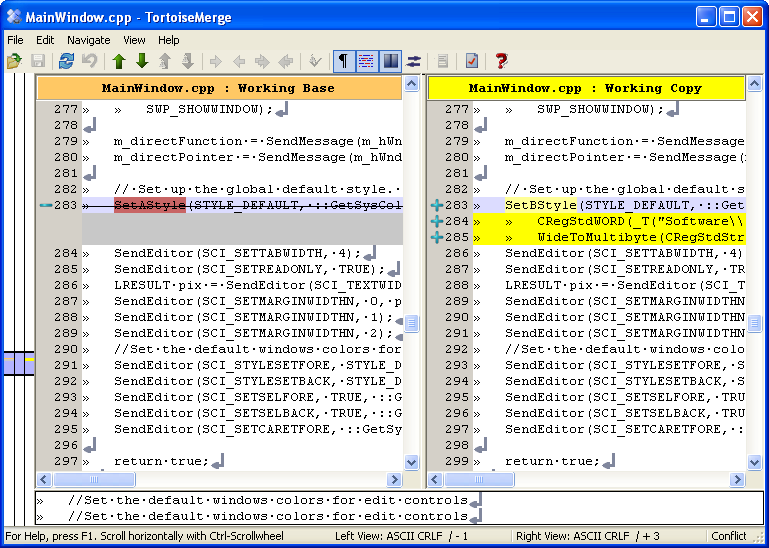 MainWindow.cpp - TortoiseMerge
File Edit Navigate View Help
MainWindow.cpp : Working Base
277 » » SWP_SHOWWINDOW);
278
279 » m_directFunction·=·SendMessage(m_hWn
280 » m_directPointer·=·SendMessage(m_hWnd
281
282 » //·Set·up·the·global·default·style.·
283 » SetAStyle(STYLE_DEFAULT,·::GetSysCol
284 » SendEditor(SCI_SETTABWIDTH,·4);
285 » SendEditor(SCI_SETREADONLY,·TRUE);
286 » LRESULT·pix·=·SendEditor(SCI_TEXTWID
287 » SendEditor(SCI_SETMARGINWIDTHN,·0,·p
288 » SendEditor(SCI_SETMARGINWIDTHN,·1);
289 » SendEditor(SCI_SETMARGINWIDTHN,·2);
290 » //Set·the·default·windows·colors·for
291 » SendEditor(SCI_STYLESETFORE,·STYLE_D
292 » SendEditor(SCI_STYLESETBACK,·STYLE_D
293 » SendEditor(SCI_SETSELFORE,·TRUE,·::G
294 » SendEditor(SCI_SETSELBACK,·TRUE,·::G
295 » SendEditor(SCI_SETCARETFORE,·::GetSy
296
297 » return·true;
MainWindow.cpp : Working Copy
277 » » SWP_SHOWWINDOW);
278
279 » m_directFunction·=·SendMessage
280 » m_directPointer·=·SendMessage(m
281
282 » //·Set·up·the·global·default·s
283 » SetBStyle(STYLE_DEFAULT,·::Get
284 » » CRegStdWORD(_T("Software\\
285 » » WideToMultibyte(CRegStdStr
286 » SendEditor(SCI_SETTABWIDTH,·4)
287 » SendEditor(SCI_SETREADONLY,·TR
288 » LRESULT·pix·=·SendEditor(SCI_T
289 » SendEditor(SCI_SETMARGINWIDTHN
290 » SendEditor(SCI_SETMARGINWIDTHN
291 » SendEditor(SCI_SETMARGINWIDTHN
292 » //Set·the·default·windows·colo
293 » SendEditor(SCI_STYLESETFORE,·S
294 » SendEditor(SCI_STYLESETBACK,·S
295 » SendEditor(SCI_SETSELFORE,·TRU
296 » SendEditor(SCI_SETSELBACK,·TRU
297 » SendEditor(SCI_SETCARETFORE,·:
298
299 » return·true;
» //Set·the·default·windows·colors·for·edit·controls
» //Set·the·default·windows·colors·for·edit·controls
For Help, press F1. Scroll horizontally with Ctrl-Scrollwheel
Left View: ASCII CRLF / - 1
Right View: ASCII CRLF / + 3
Conflict